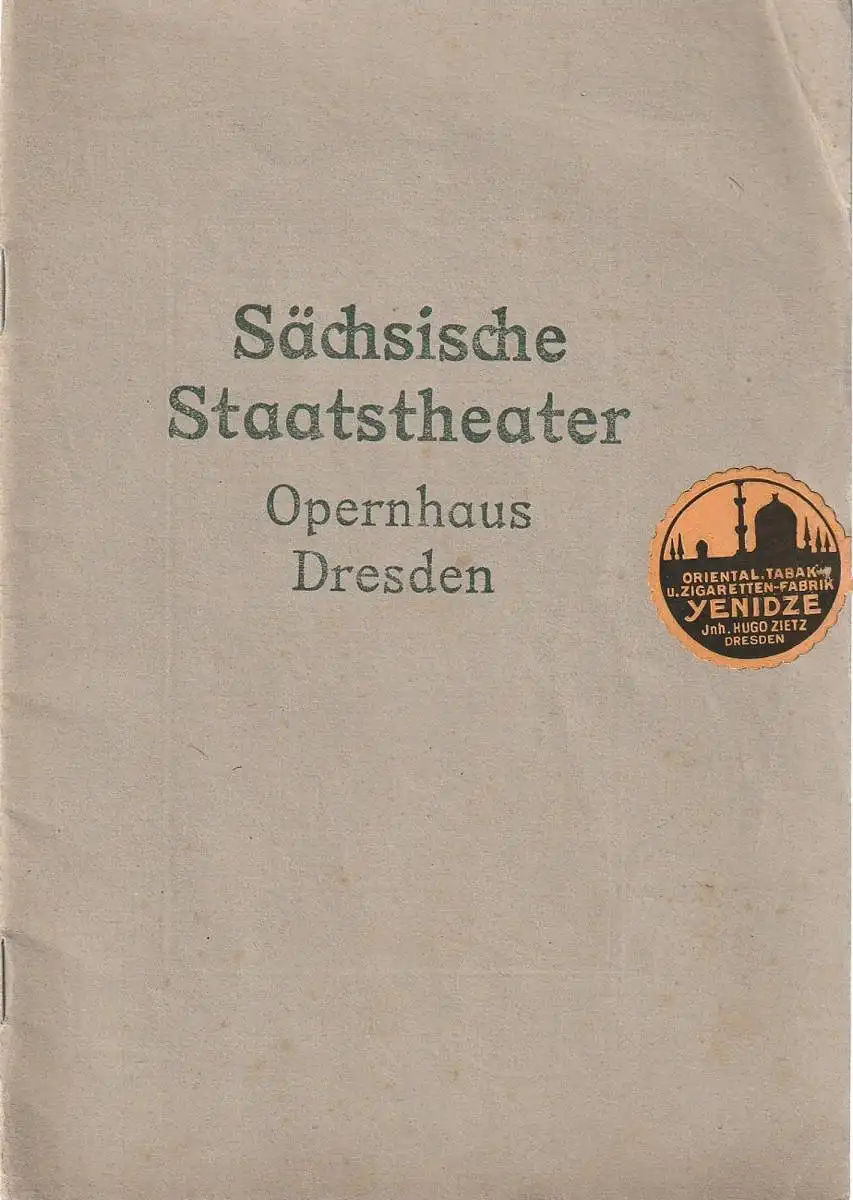 Sächsische
Staatstheater
Opernhaus
Dresden
ORIENTAL. TABAK-
u. ZIGARETTEN-FABRIK
YENIDZE
Jnh. HUGO ZIETZ
DRESDEN